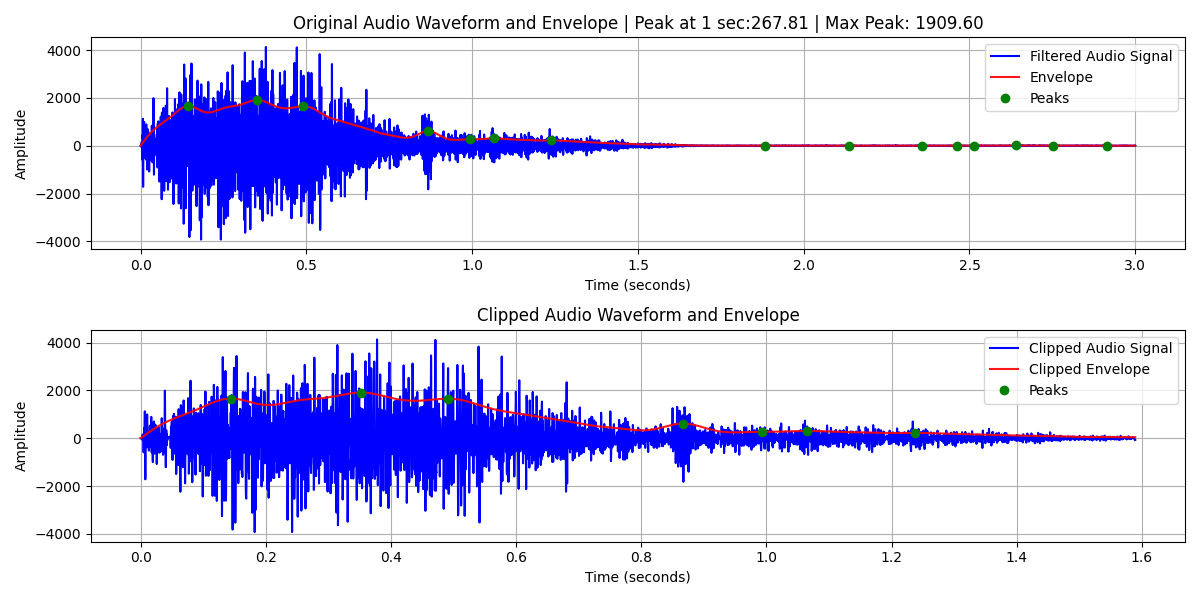 Original Audio Waveform and Envelope | Peak at 1 sec:267.81 | Max Peak: 1909.60
Amplitude
4000
2000
0
−2000
−4000
Filtered Audio Signal
Envelope
Peaks
0.0 0.5 1.0 1.5 2.0 2.5 3.0
Time (seconds)
Clipped Audio Waveform and Envelope
Amplitude
4000
2000
0
−2000
−4000
Clipped Audio Signal
Clipped Envelope
Peaks
0.0 0.2 0.4 0.6 0.8 1.0 1.2 1.4 1.6
Time (seconds)